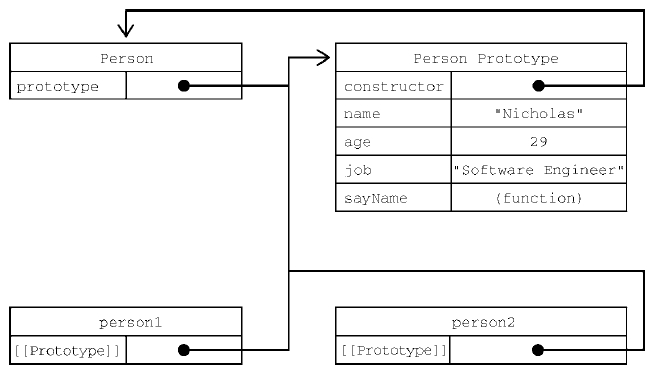 Person
prototype
Person Prototype
constructor
name "Nicholas"
age 29
job "Software Engineer"
sayName (function)
person1
[[Prototype]]
person2
[[Prototype]]